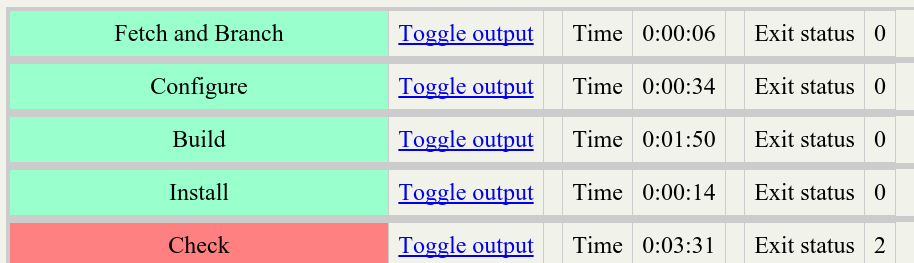 Fetch and Branch Toggle output Time 0:00:06 Exit status 0
Configure Toggle output Time 0:00:34 Exit status 0
Build Toggle output Time 0:01:50 Exit status 0
Install Toggle output Time 0:00:14 Exit status 0
Check Toggle output Time 0:03:31 Exit status 2